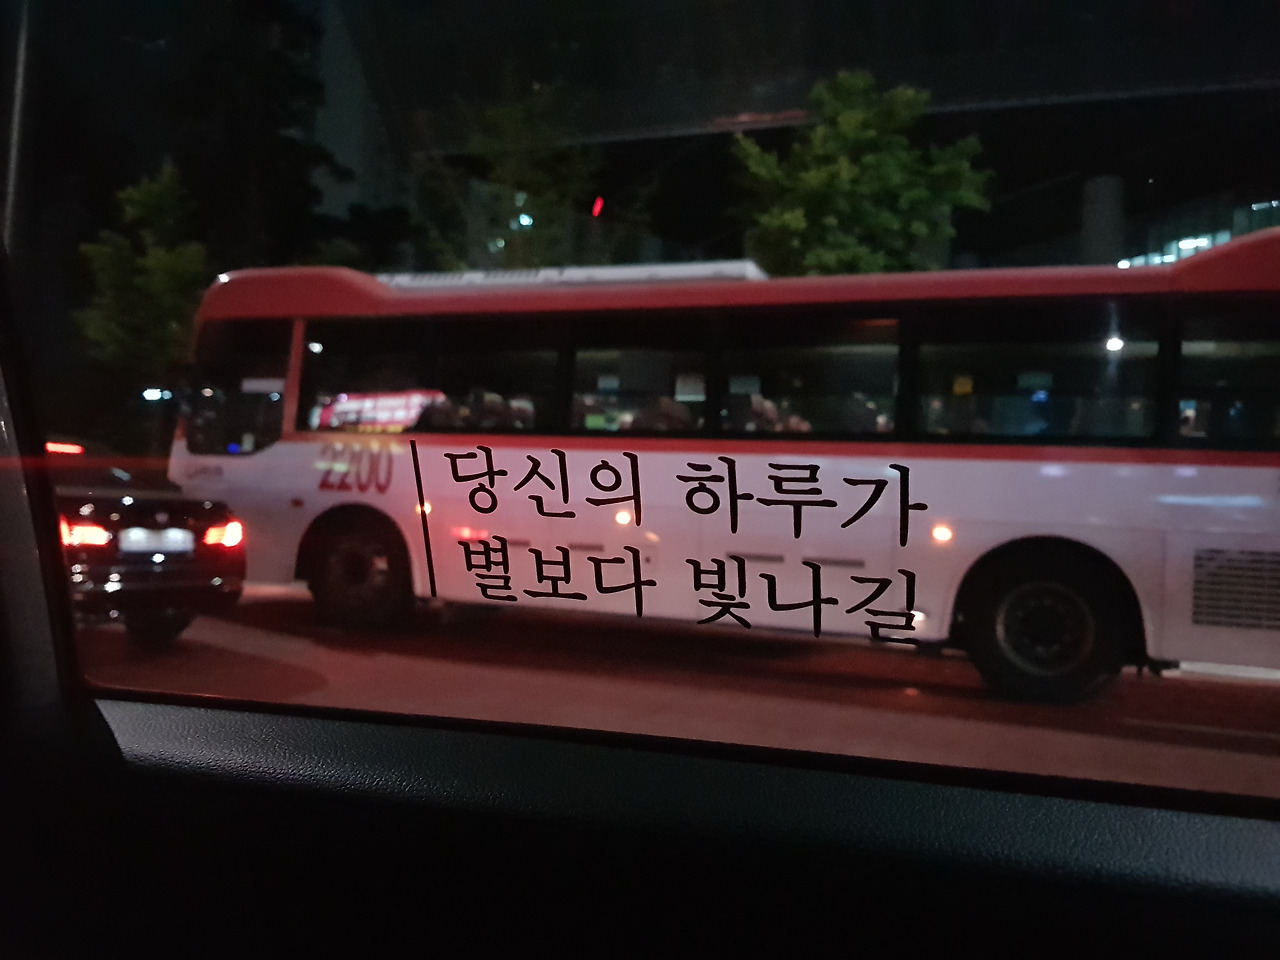 2200
당신의 하루가
별보다 빛나길